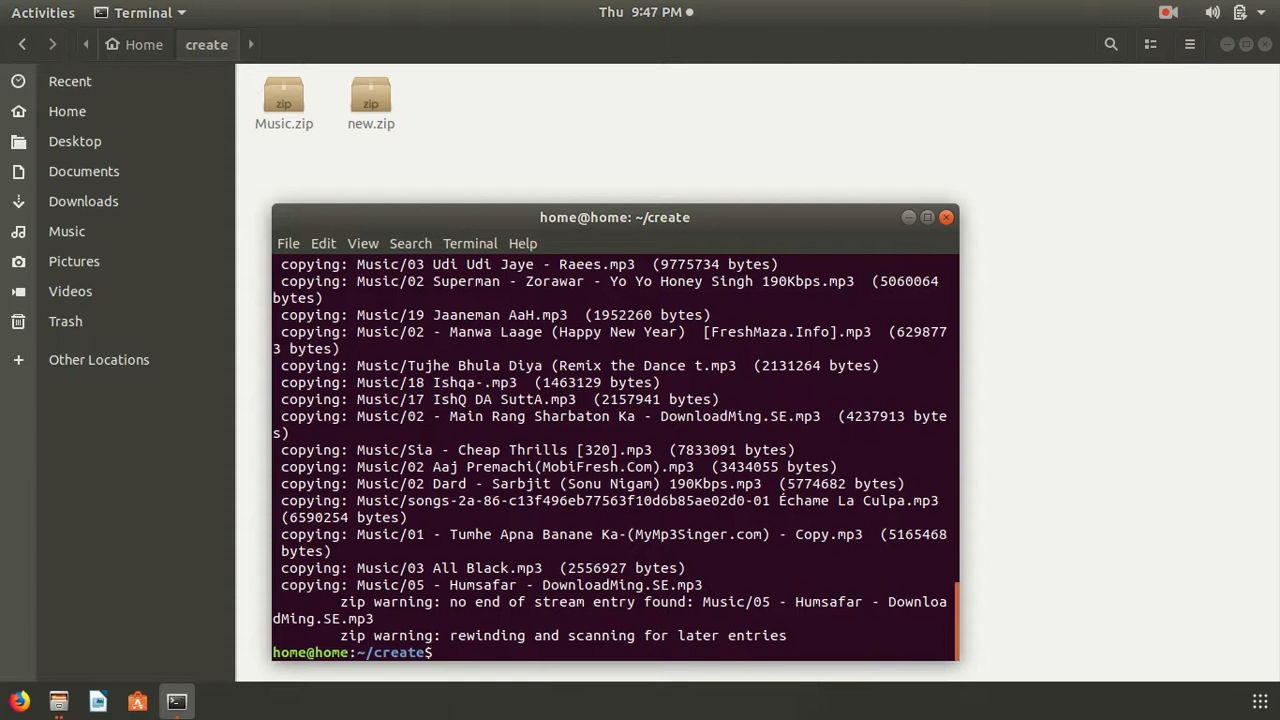 Activities
Terminal
Thu 9:47 PM
Home
create
Recent
Home
Desktop
Documents
Downloads
Music
Pictures
Videos
Trash
Other Locations
zip
zip
Music.zip
new.zip
home@home: ~/create
File Edit View Search Terminal Help
copying: Music/03 Udi Udi Jaye - Raees.mp3  (9775734 bytes)
copying: Music/02 Superman - Zorawar - Yo Yo Honey Singh 190Kbps.mp3  (5060064
bytes)
copying: Music/19 Jaaneman AaH.mp3  (1952260 bytes)
copying: Music/02 - Manwa Laage (Happy New Year)  [FreshMaza.Info].mp3  (629877
3 bytes)
copying: Music/Tujhe Bhula Diya (Remix the Dance t.mp3  (2131264 bytes)
copying: Music/18 Ishqa-.mp3  (1463129 bytes)
copying: Music/17 IshQ DA SuttA.mp3  (2157941 bytes)
copying: Music/02 - Main Rang Sharbaton Ka - DownloadMing.SE.mp3  (4237913 byte
s)
copying: Music/Sia - Cheap Thrills [320].mp3  (7833091 bytes)
copying: Music/02 Aaj Premachi(MobiFresh.Com).mp3  (3434055 bytes)
copying: Music/02 Dard - Sarbjit (Sonu Nigam) 190Kbps.mp3  (5774682 bytes)
copying: Music/songs-2a-86-c13f496eb77563f10d6b85ae02d0-01 Échame La Culpa.mp3
(6590254 bytes)
copying: Music/01 - Tumhe Apna Banane Ka-(MyMp3Singer.com) - Copy.mp3  (5165468
bytes)
copying: Music/03 All Black.mp3  (2556927 bytes)
copying: Music/05 - Humsafar - DownloadMing.SE.mp3
zip warning: no end of stream entry found: Music/05 - Humsafar - Downloa
dMing.SE.mp3
zip warning: rewinding and scanning for later entries
home@home:~/create$